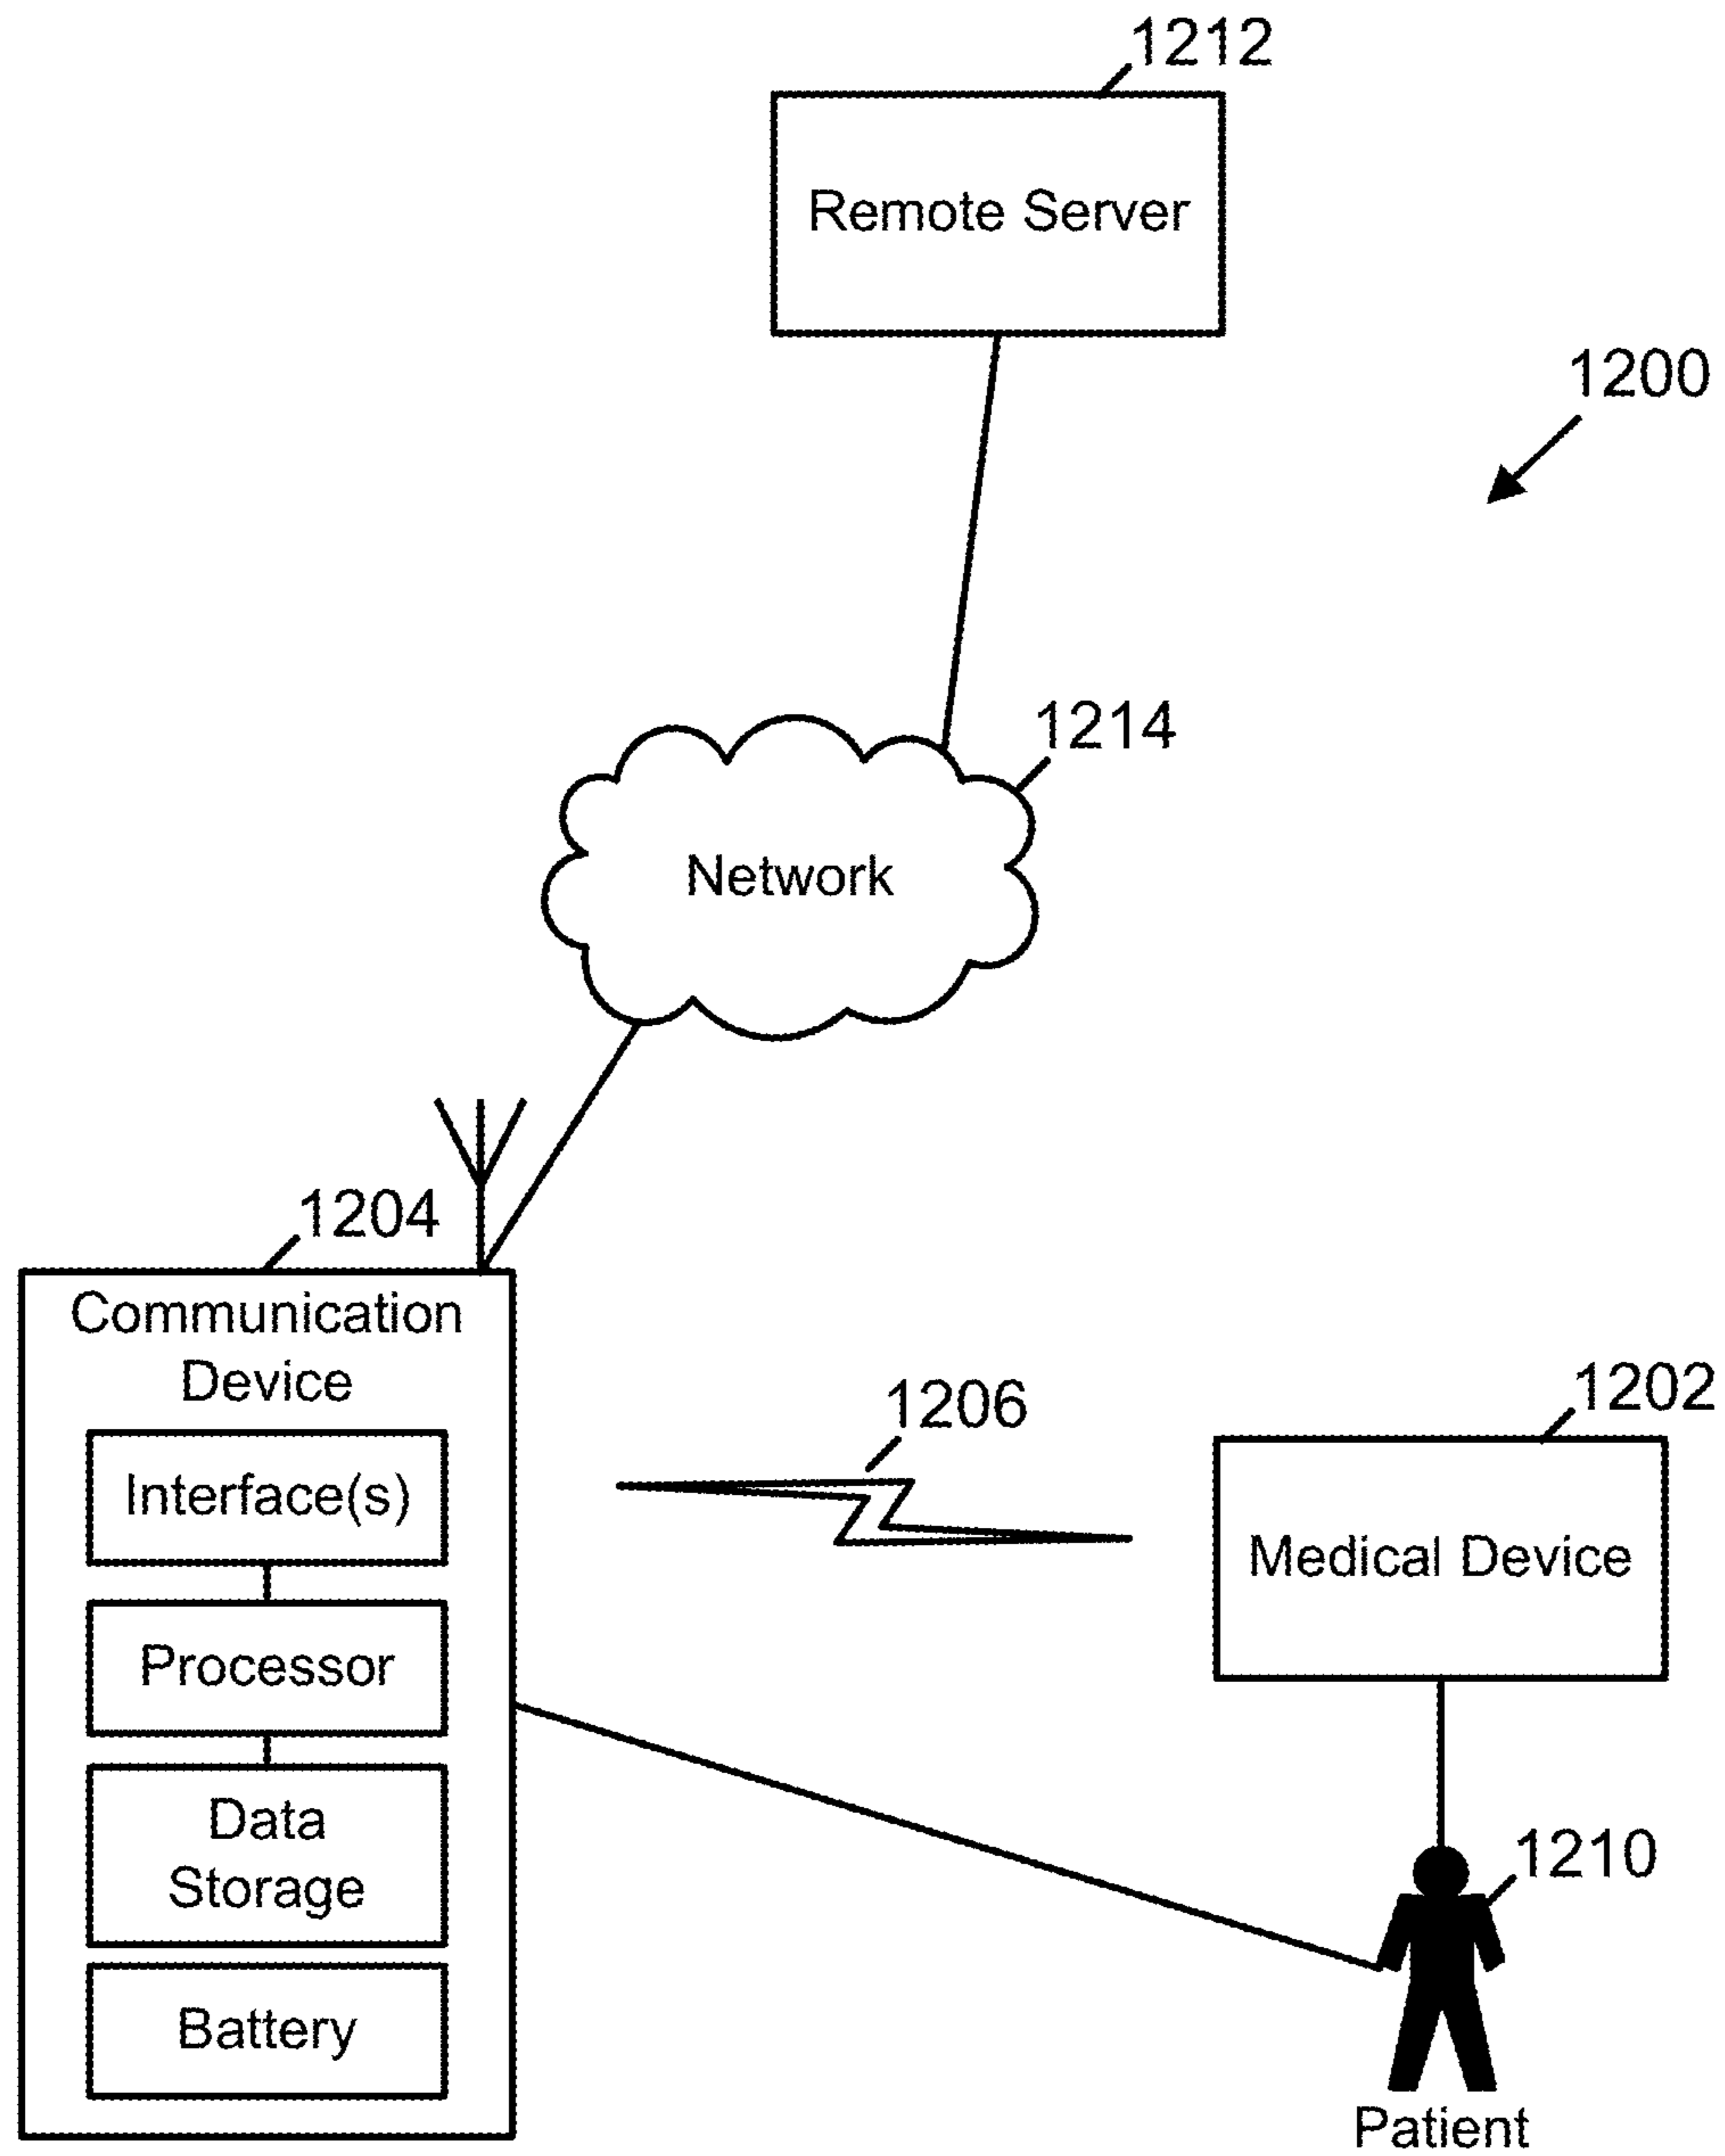 1212
Remote Server
1200
1214
Network
1204
Communication
Device
Interface(s)
Processor
Data
Storage
Battery
1206
1202
Medical Device
1210
Patient